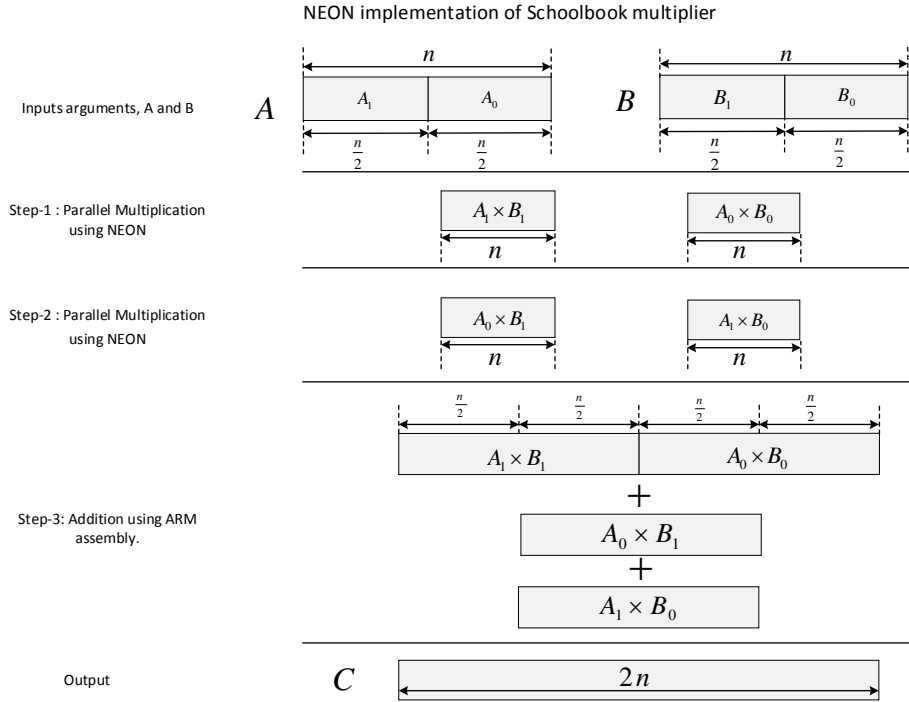 NEON implementation of Schoolbook multiplier
n n
Inputs arguments, A and B A A₁ A₀ B B₁ B₀
n/2 n/2 n/2 n/2
Step-1 : Parallel Multiplication
using NEON
A₁ × B₁ A₀ × B₀
n n
Step-2 : Parallel Multiplication
using NEON
A₀ × B₁ A₁ × B₀
n n
n/2 n/2 n/2 n/2
A₁ × B₁ A₀ × B₀
+
Step-3: Addition using ARM
assembly.
A₀ × B₁
+
A₁ × B₀
Output C 2n